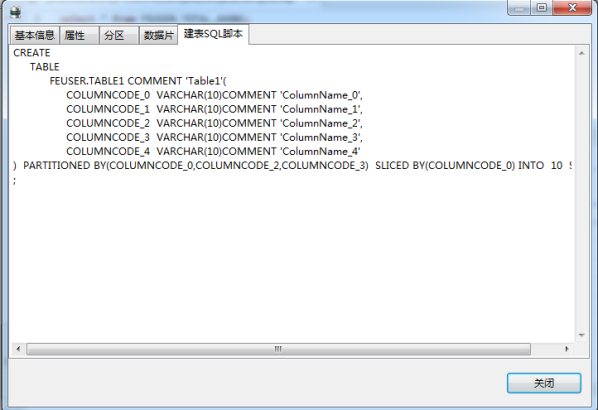 基本信息 属性 分区 数据片 建表SQL脚本
CREATE
TABLE
FEUSER.TABLE1 COMMENT 'Table1'(
COLUMNCODE_0 VARCHAR(10)COMMENT 'ColumnName_0',
COLUMNCODE_1 VARCHAR(10)COMMENT 'ColumnName_1',
COLUMNCODE_2 VARCHAR(10)COMMENT 'ColumnName_2',
COLUMNCODE_3 VARCHAR(10)COMMENT 'ColumnName_3',
COLUMNCODE_4 VARCHAR(10)COMMENT 'ColumnName_4'
) PARTITIONED BY(COLUMNCODE_0,COLUMNCODE_2,COLUMNCODE_3) SLICED BY(COLUMNCODE_0) INTO 10
;
关闭